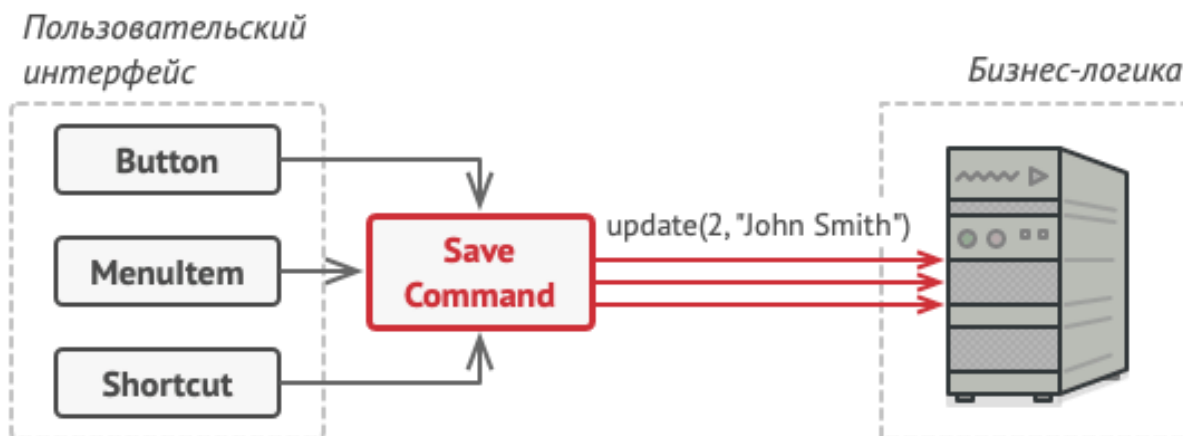 Пользовательский
интерфейс
Бизнес-логика
Button
MenuItem
Shortcut
Save
Command
update(2, "John Smith")